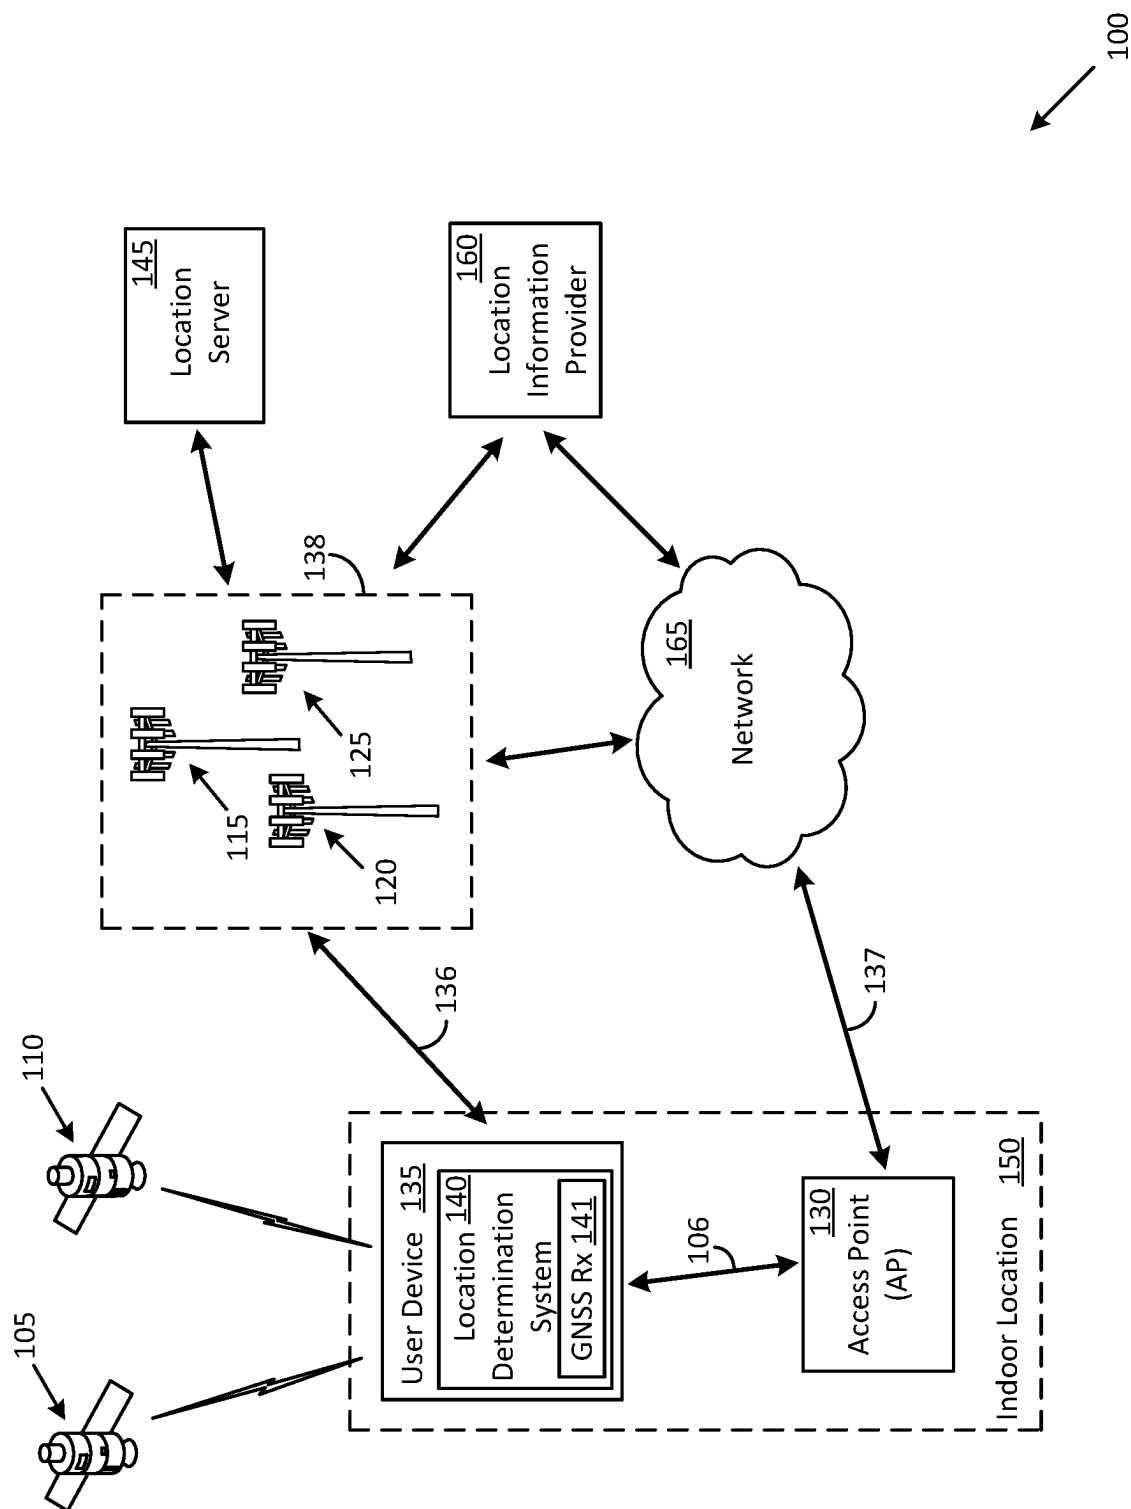 100
105
110
115
125
120
138
145
Location
Server
160
Location
Information
Provider
136
165
Network
137
User Device 135
Location 140
Determination
System
GNSS Rx 141
106
130
Access Point
(AP)
Indoor Location 150